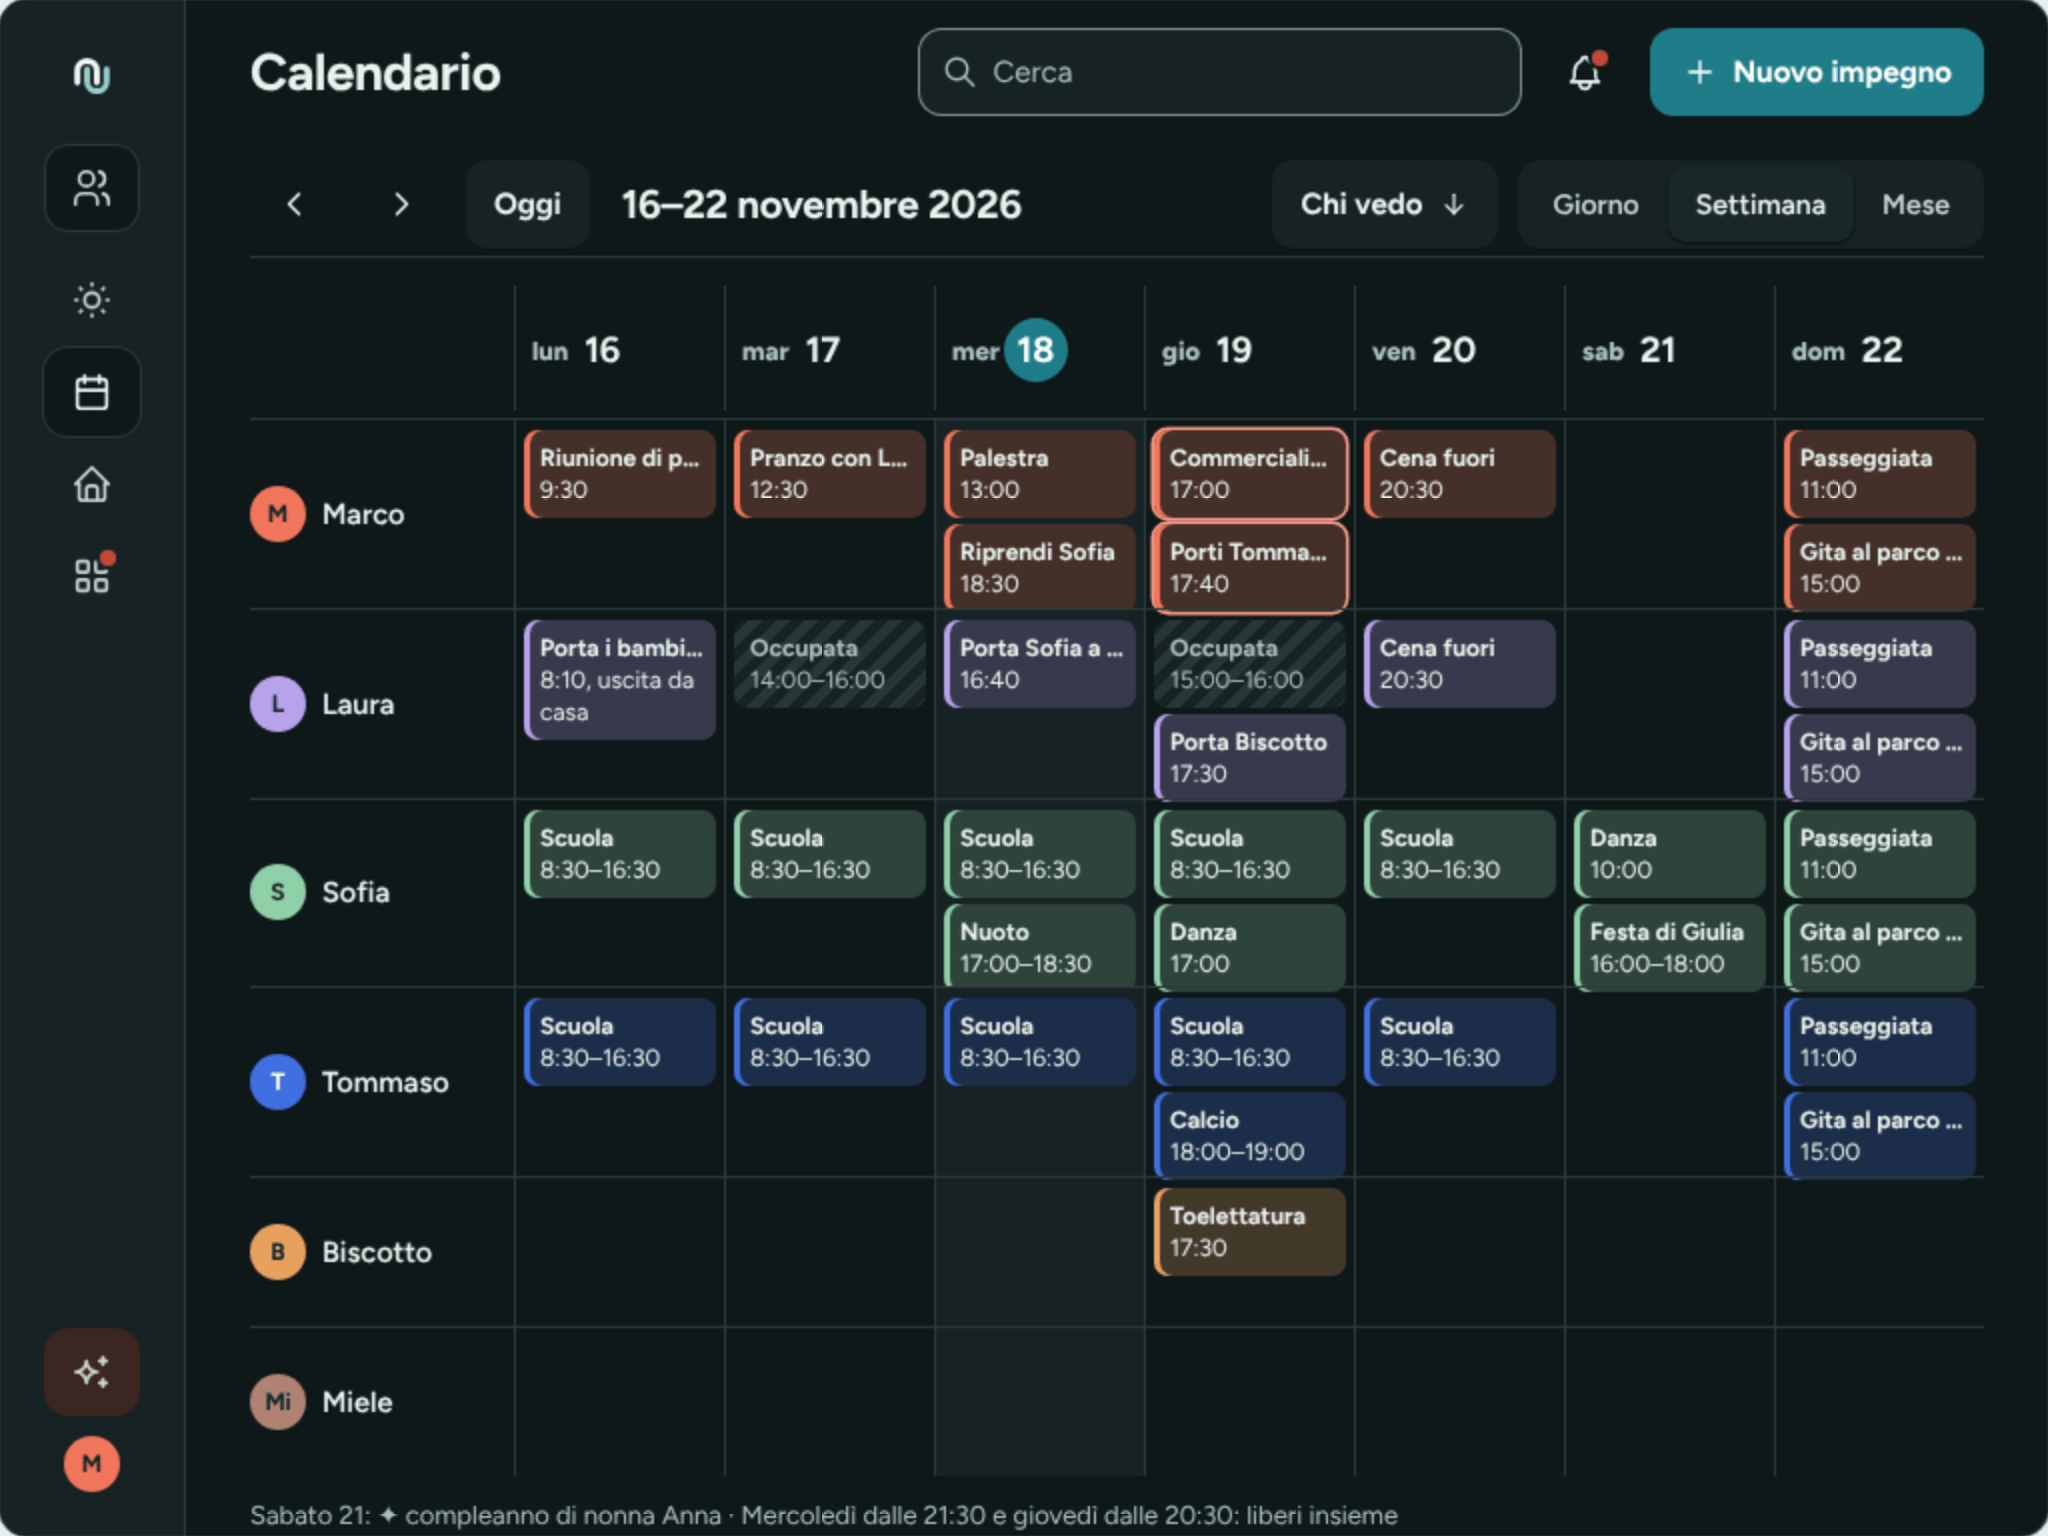 Calendario
Cerca
Nuovo impegno
Oggi
16–22 novembre 2026
Chi vedo
Giorno
Settimana
Mese
lun 16
mar 17
mer 18
gio 19
ven 20
sab 21
dom 22
M Marco
Riunione di p...
9:30
Pranzo con L...
12:30
Palestra
13:00
Riprendi Sofia
18:30
Commerciali...
17:00
Porti Tomma...
17:40
Cena fuori
20:30
Passeggiata
11:00
Gita al parco ...
15:00
L Laura
Porta i bambi...
8:10, uscita da
casa
Occupata
14:00–16:00
Porta Sofia a ...
16:40
Occupata
15:00–16:00
Porta Biscotto
17:30
Cena fuori
20:30
Passeggiata
11:00
Gita al parco ...
15:00
S Sofia
Scuola
8:30–16:30
Scuola
8:30–16:30
Scuola
8:30–16:30
Nuoto
17:00–18:30
Scuola
8:30–16:30
Danza
17:00
Scuola
8:30–16:30
Danza
10:00
Festa di Giulia
16:00–18:00
Passeggiata
11:00
Gita al parco ...
15:00
T Tommaso
Scuola
8:30–16:30
Scuola
8:30–16:30
Scuola
8:30–16:30
Scuola
8:30–16:30
Calcio
18:00–19:00
Scuola
8:30–16:30
Passeggiata
11:00
Gita al parco ...
15:00
B Biscotto
Toelettatura
17:30
Mi Miele
M
Sabato 21: ✦ compleanno di nonna Anna · Mercoledì dalle 21:30 e giovedì dalle 20:30: liberi insieme